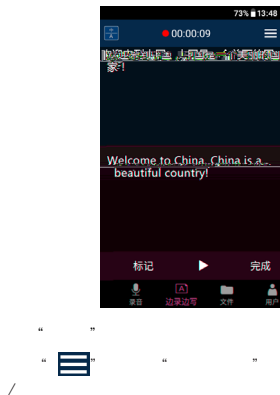 73% 13:48
00:00:09
家!
Welcome to China. China is a
beautiful country!
标记 完成
录音 边录边写 文件 用户
“ ”
“ ” “ ”
/